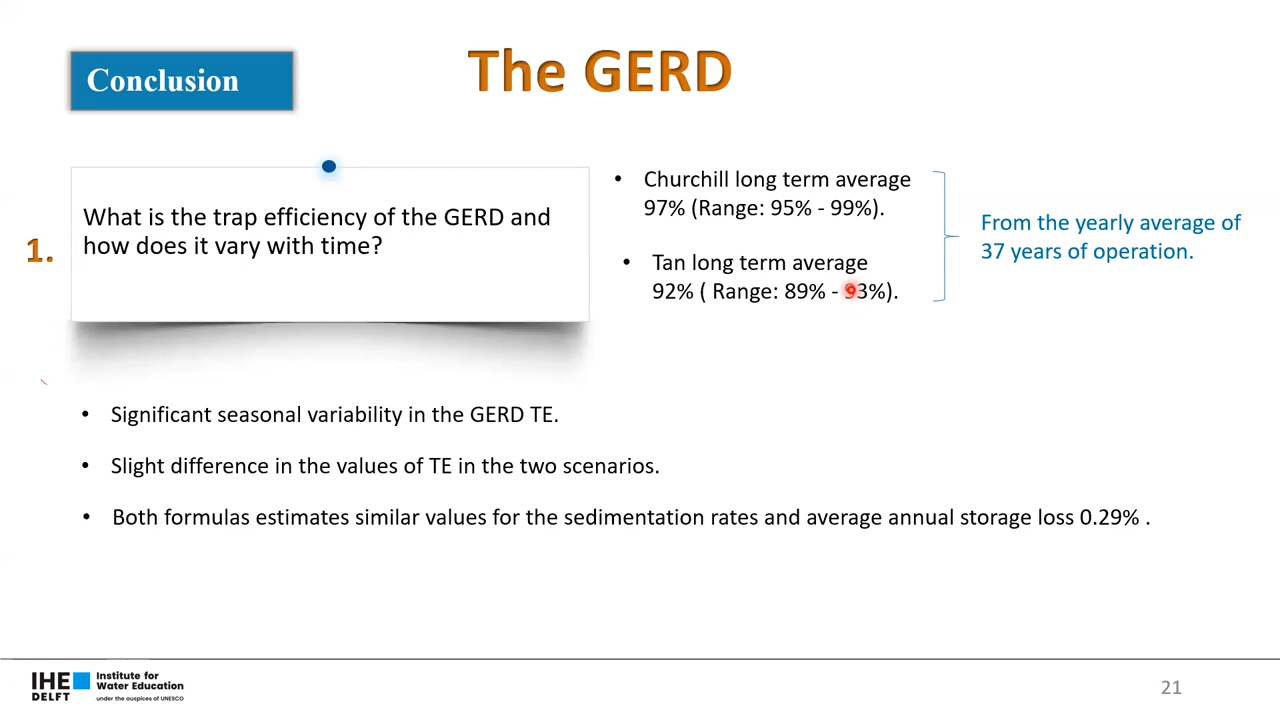 Conclusion
The GERD
1.
What is the trap efficiency of the GERD and
how does it vary with time?
• Churchill long term average
97% (Range: 95% - 99%).
• Tan long term average
92% ( Range: 89% - 93%).
From the yearly average of
37 years of operation.
• Significant seasonal variability in the GERD TE.
• Slight difference in the values of TE in the two scenarios.
• Both formulas estimates similar values for the sedimentation rates and average annual storage loss 0.29% .
IHE
DELFT
Institute for
Water Education
under the auspices of UNESCO
21